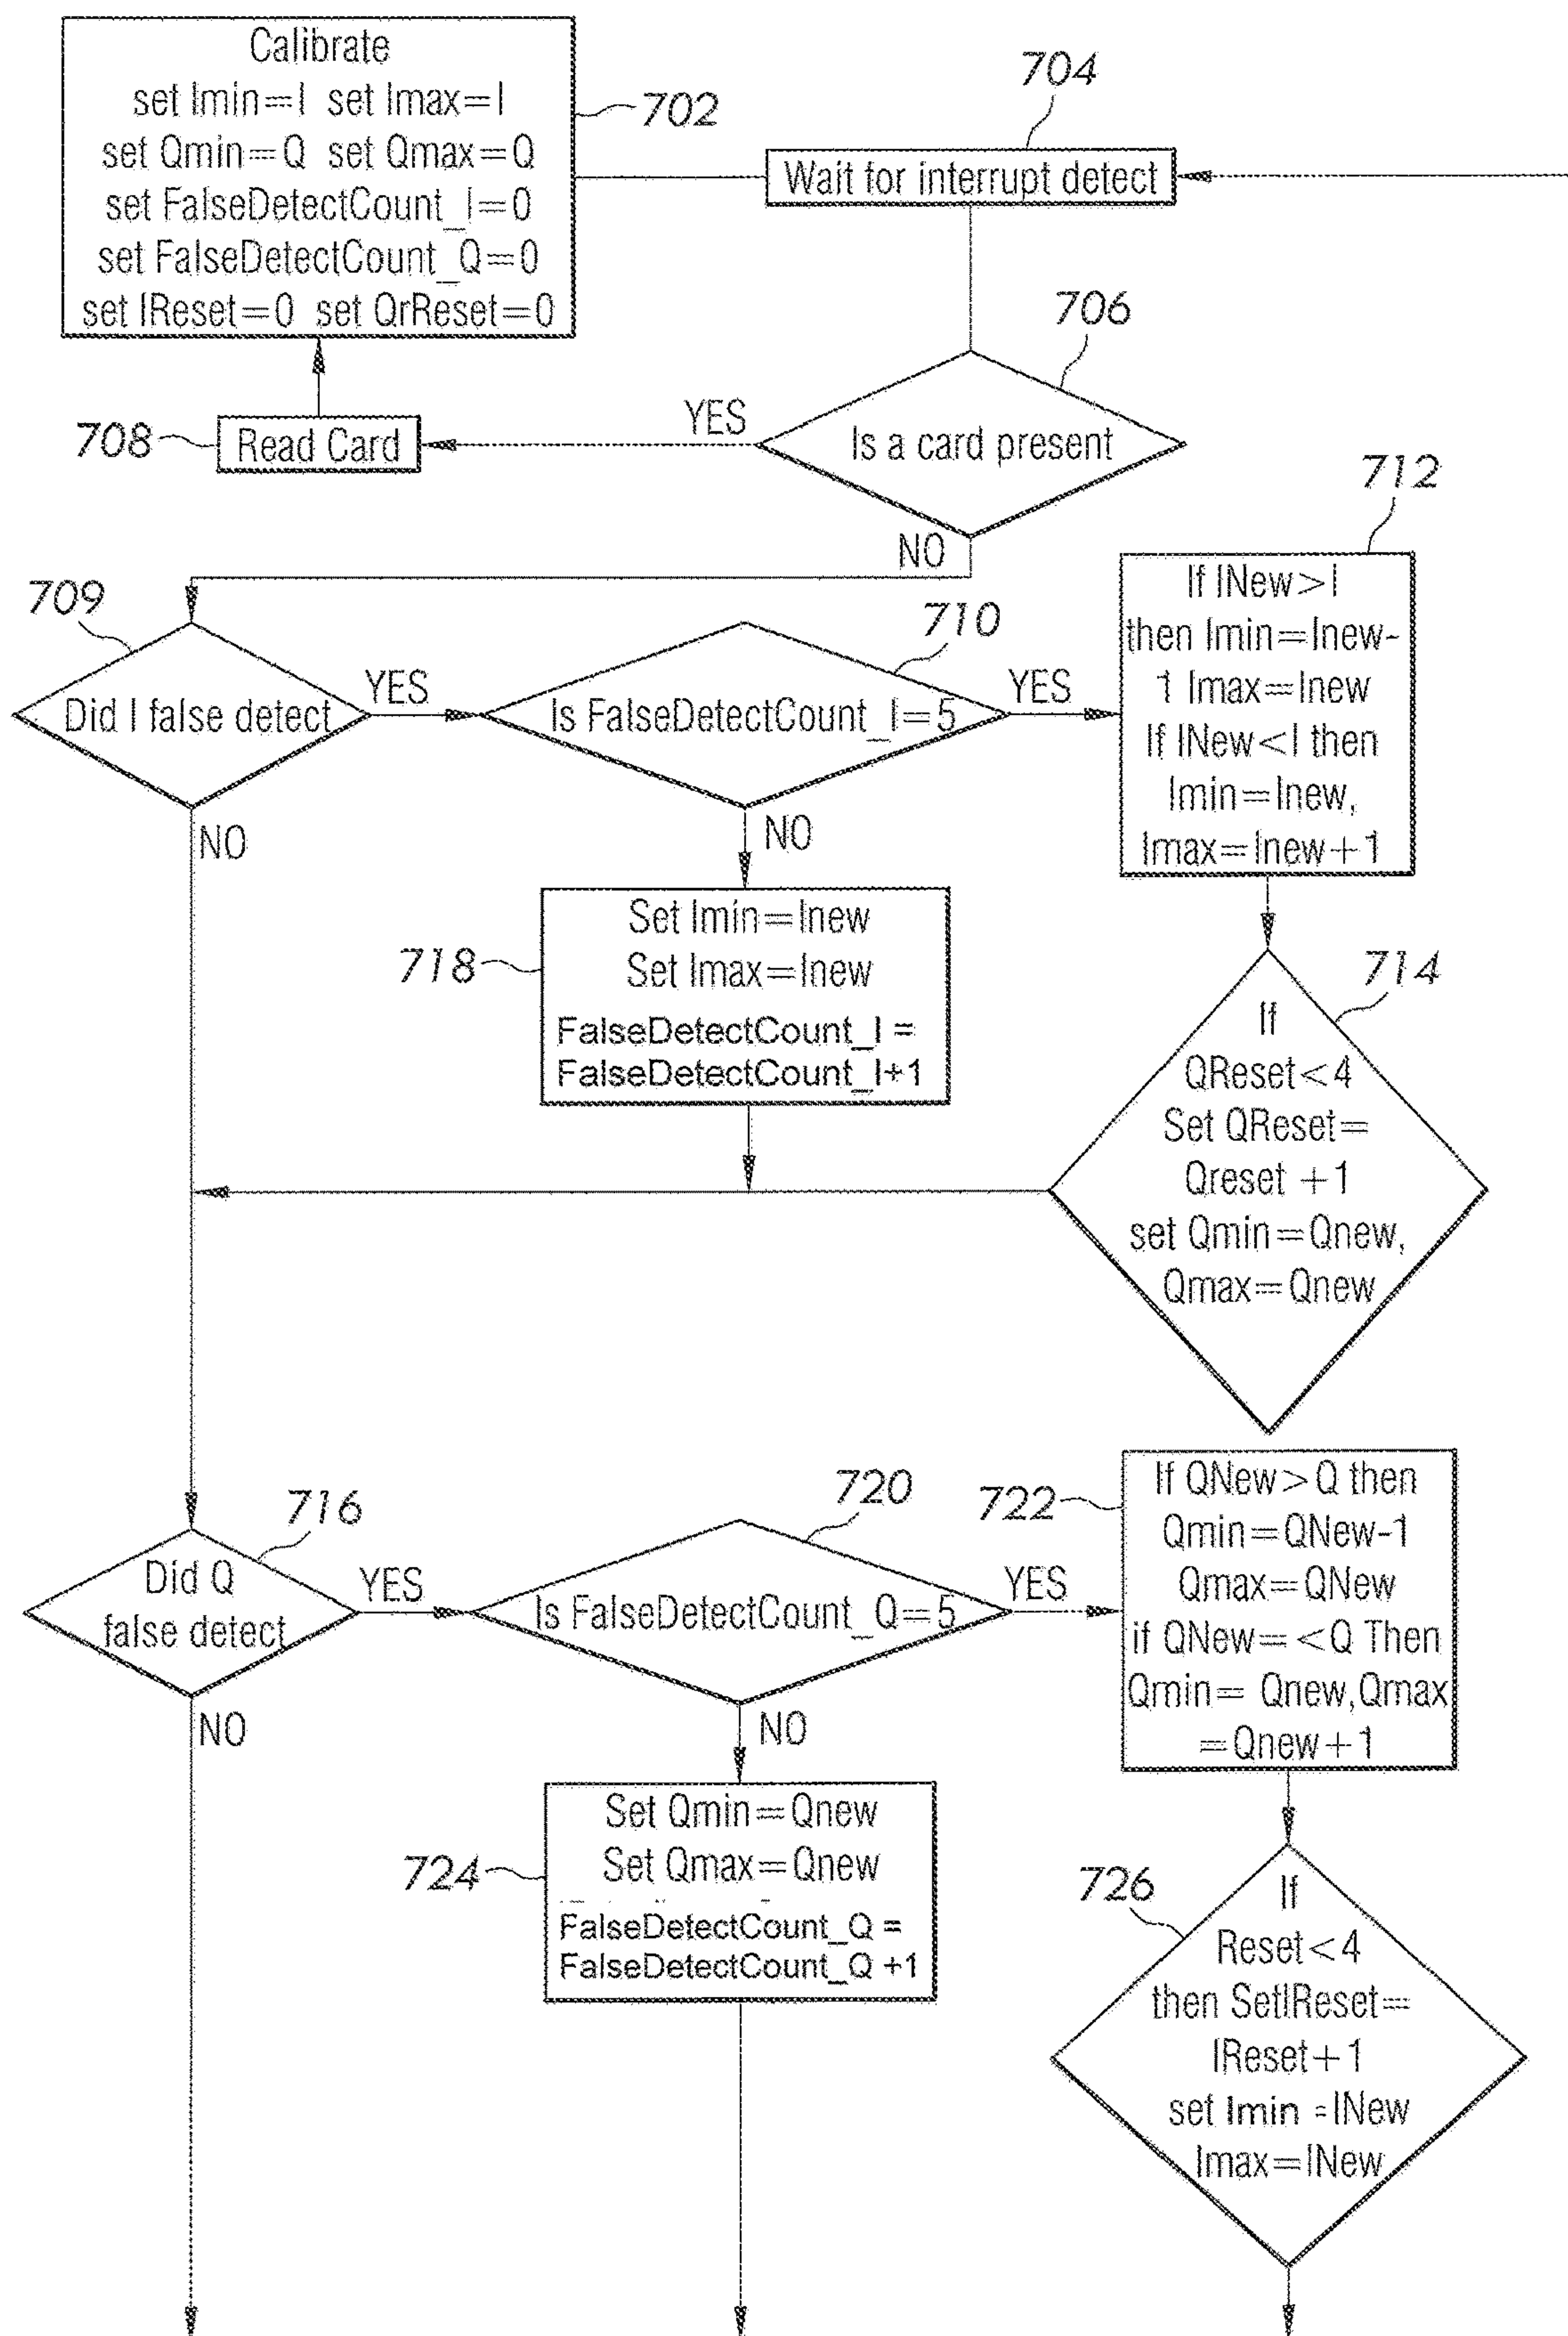 Calibrate
set Imin=I set Imax=I
set Qmin=Q set Qmax=Q
set FalseDetectCount_I=0
set FalseDetectCount_Q=0
set IReset=0 set QrReset=0
702
704
Wait for interrupt detect
706
Is a card present
YES
708
Read Card
NO
709
Did I false detect
YES
710
Is FalseDetectCount_I=5
YES
712
If INew>I
then Imin=Inew-
1 Imax=Inew
If INew<I then
Imin=Inew,
Imax=Inew+1
NO
NO
718
Set Imin=Inew
Set Imax=Inew
FalseDetectCount_I =
FalseDetectCount_I+1
714
If
QReset<4
Set QReset=
Qreset +1
set Qmin=Qnew,
Qmax=Qnew
716
Did Q
false detect
YES
720
Is FalseDetectCount_Q=5
YES
722
If QNew>Q then
Qmin=QNew-1
Qmax=QNew
if QNew=<Q Then
Qmin= Qnew,Qmax
=Qnew+1
NO
NO
724
Set Qmin=Qnew
Set Qmax=Qnew
FalseDetectCount_Q =
FalseDetectCount_Q +1
726
If
Reset<4
then SetIReset=
IReset+1
set Imin =INew
Imax=INew